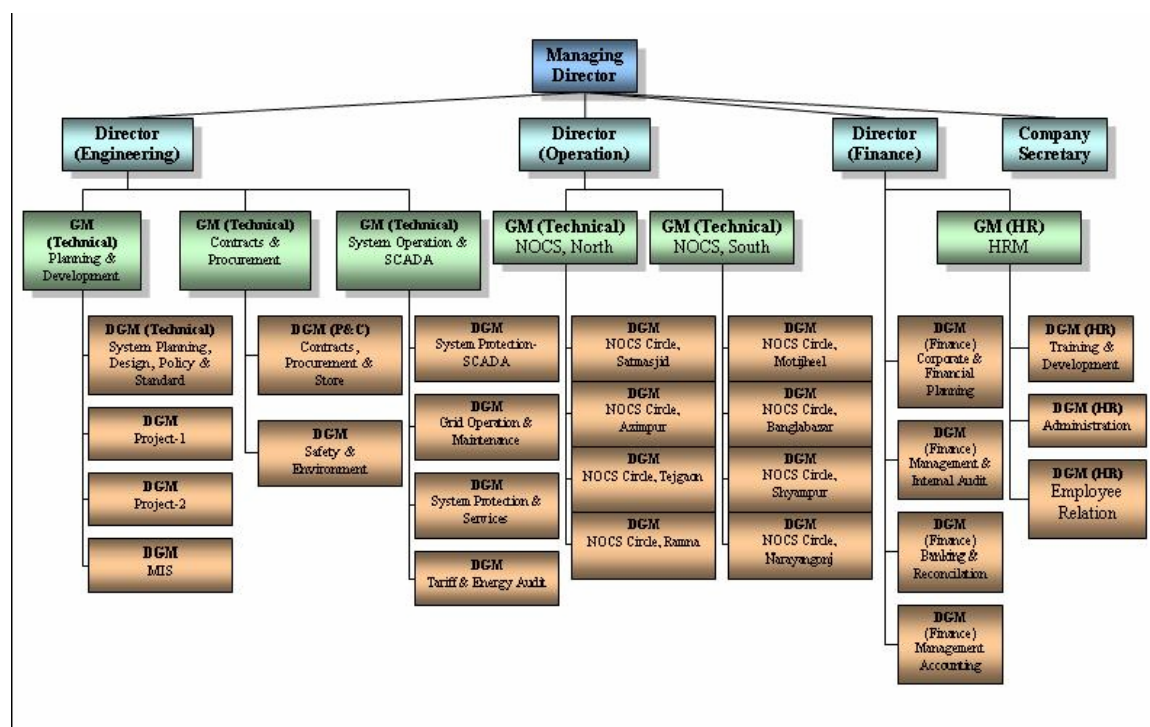 Managing
Director
Director
(Engineering)
Director
(Operation)
Director
(Finance)
Company
Secretary
GM
(Technical)
Planning &
Development
GM (Technical)
Contracts &
Procurement
GM (Technical)
System Operation &
SCADA
GM (Technical)
NOCS, North
GM (Technical)
NOCS, South
GM (HR)
HRM
DGM (Technical)
System Planning,
Design, Policy &
Standard
DGM
Project-1
DGM
Project-2
DGM
MIS
DGM (P&C)
Contracts,
Procurement &
Store
DGM
Safety &
Environment
DGM
System Protection-
SCADA
DGM
Grid Operation &
Maintenance
DGM
System Protection &
Services
DGM
Tariff & Energy Audit
DGM
NOCS Circle,
Satmasjid
DGM
NOCS Circle,
Azimpur
DGM
NOCS Circle, Tejgaon
DGM
NOCS Circle, Ramna
DGM
NOCS Circle,
Motijheel
DGM
NOCS Circle,
Banglabazar
DGM
NOCS Circle,
Shyampur
DGM
NOCS Circle,
Narayangonj
DGM
(Finance)
Corporate &
Financial
Planning
DGM
(Finance)
Management &
Internal Audit
DGM
(Finance)
Banking &
Reconcilation
DGM
(Finance)
Management
Accounting
DGM (HR)
Training &
Development
DGM (HR)
Administration
DGM (HR)
Employee
Relation